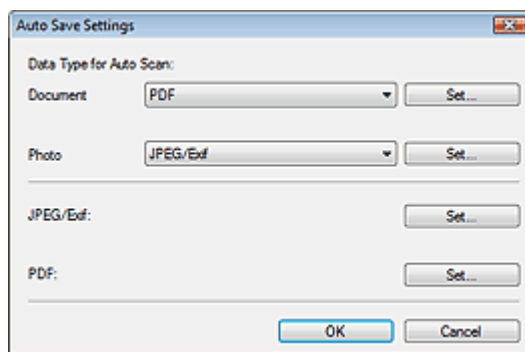 Auto Save Settings
Data Type for Auto Scan:
Document PDF Set...
Photo JPEG/Exif Set...
JPEG/Exif: Set...
PDF: Set...
OK Cancel